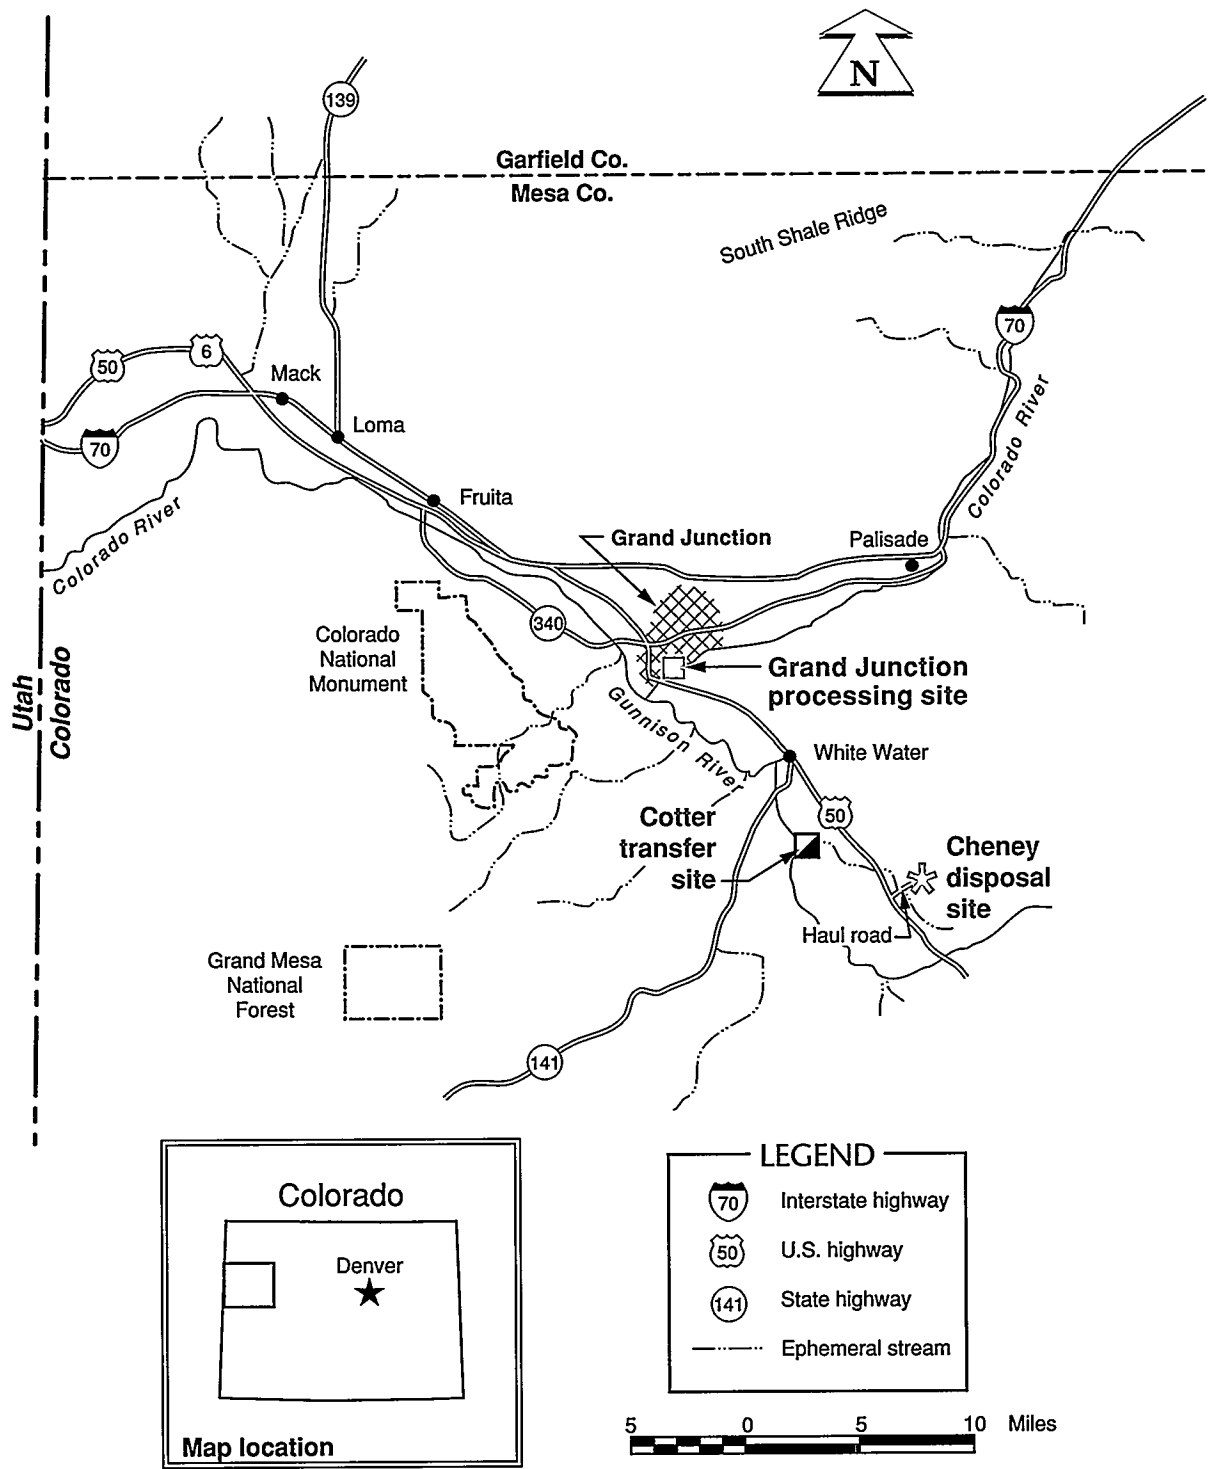 N
139
Garfield Co.
Mesa Co.
South Shale Ridge
70
50
6
Mack
Loma
70
Colorado River
Colorado River
Fruita
Grand Junction
Palisade
340
Colorado
National
Monument
Grand Junction
processing site
Utah
Colorado
Gunnison River
White Water
50
Cotter
transfer
site
Cheney
disposal
site
Haul road
Grand Mesa
National
Forest
141
Colorado
Denver
Map location
LEGEND
70 Interstate highway
50 U.S. highway
141 State highway
Ephemeral stream
5 0 5 10 Miles